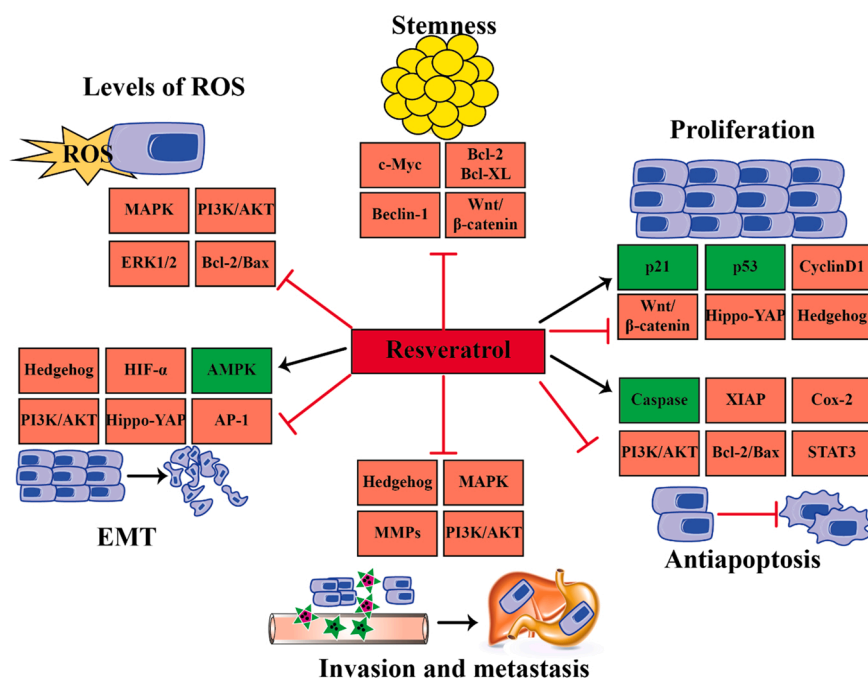 Stemness
Levels of ROS
ROS
c-Myc
Bcl-2
Bcl-XL
Beclin-1
Wnt/
β-catenin
MAPK
PI3K/AKT
ERK1/2
Bcl-2/Bax
Proliferation
p21
p53
CyclinD1
Wnt/
β-catenin
Hippo-YAP
Hedgehog
Resveratrol
Hedgehog
HIF-α
AMPK
PI3K/AKT
Hippo-YAP
AP-1
EMT
Caspase
XIAP
Cox-2
PI3K/AKT
Bcl-2/Bax
STAT3
Antiapoptosis
Hedgehog
MAPK
MMPs
PI3K/AKT
Invasion and metastasis